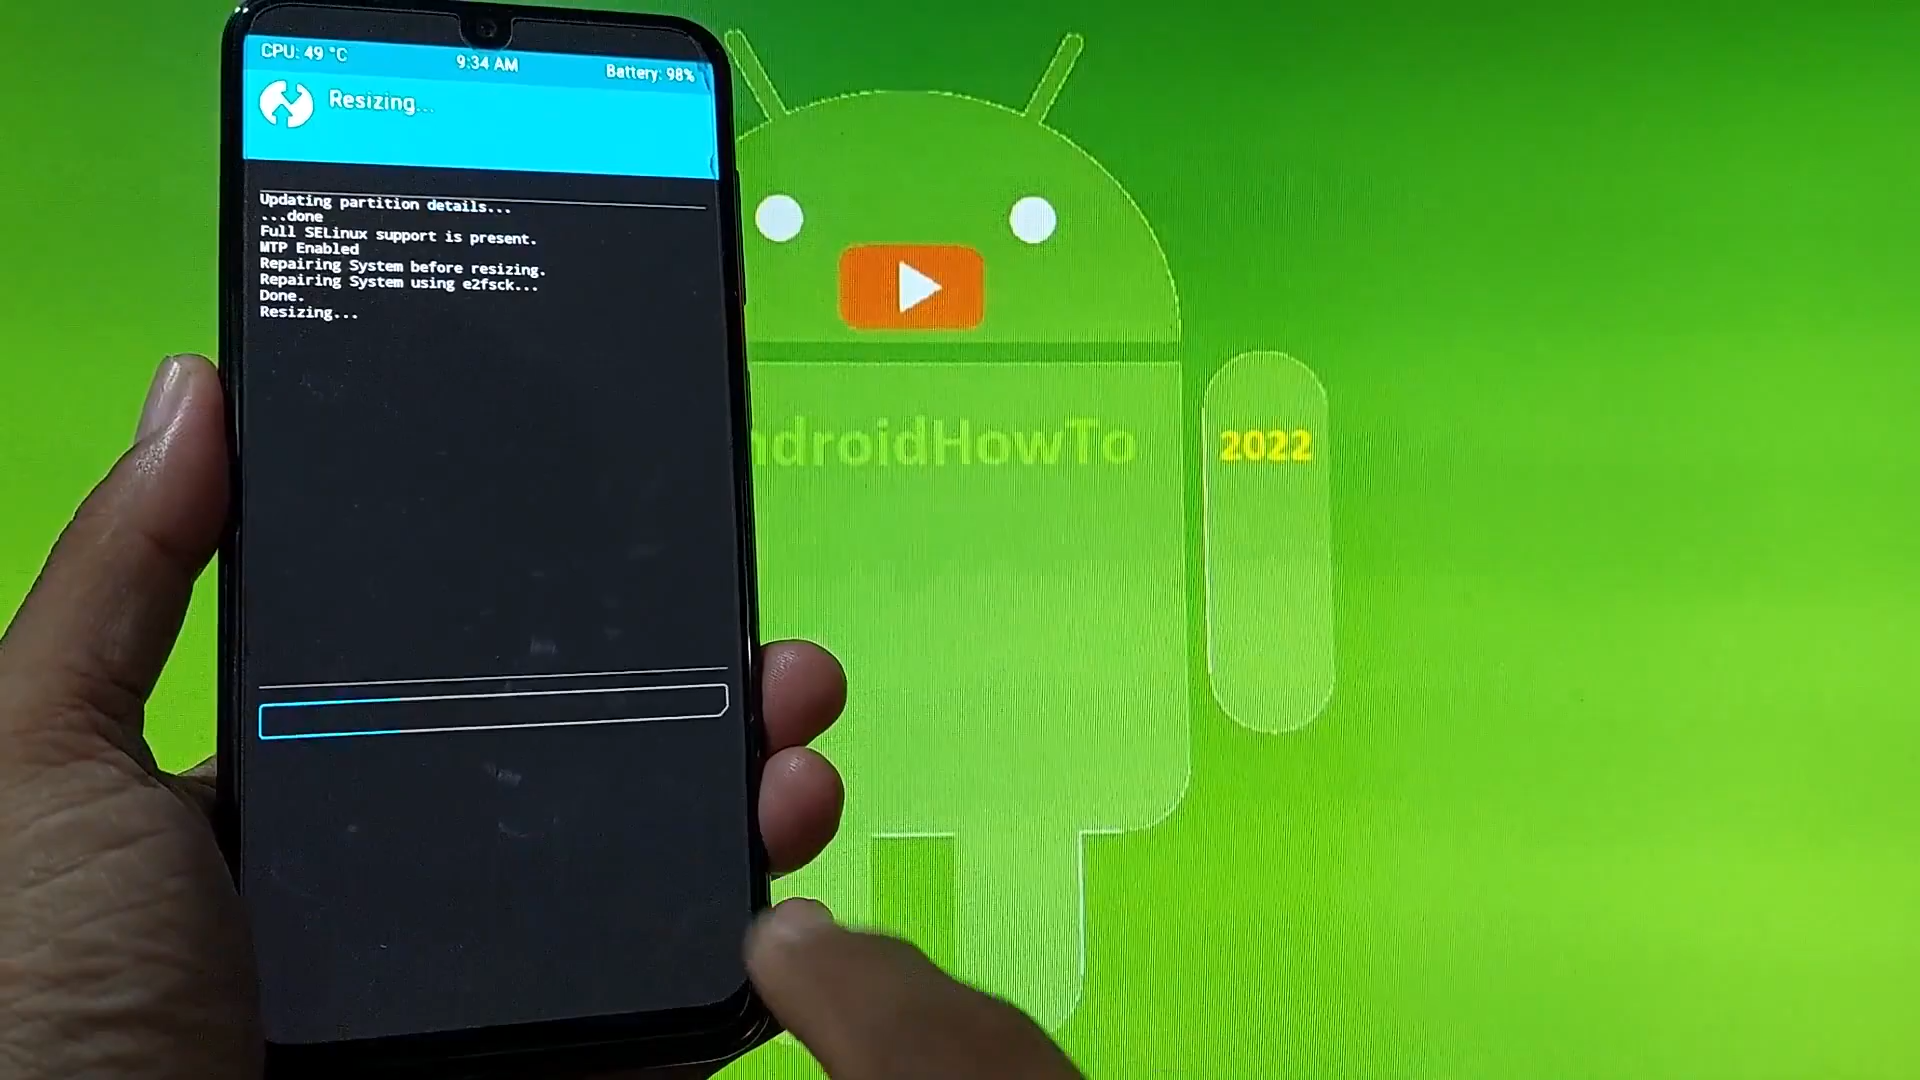 CPU: 49 °C
9:34 AM
Battery: 98%
Resizing...
Updating partition details...
...done
Full SELinux support is present.
MTP Enabled
Repairing System before resizing.
Repairing System using e2fsck...
Done.
Resizing...
ndroidHowTo
2022